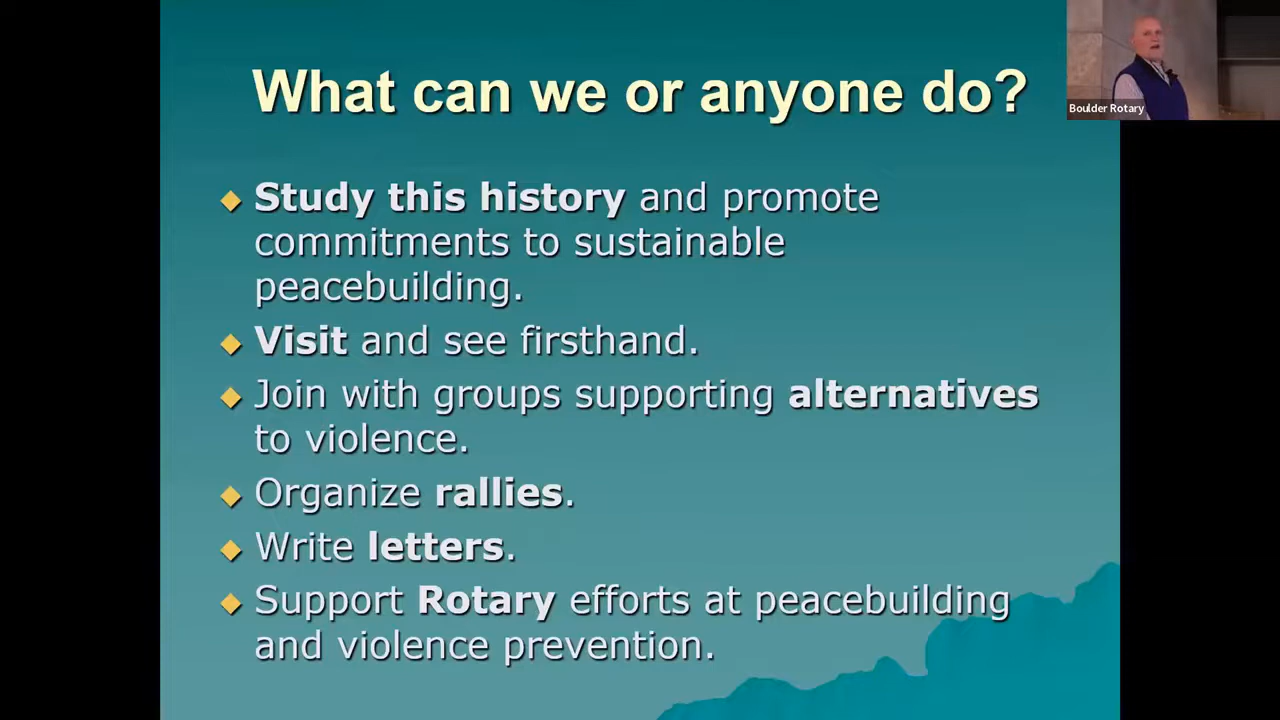 What can we or anyone do?
Boulder Rotary
Study this history and promote
commitments to sustainable
peacebuilding.
Visit and see firsthand.
Join with groups supporting alternatives
to violence.
Organize rallies.
Write letters.
Support Rotary efforts at peacebuilding
and violence prevention.